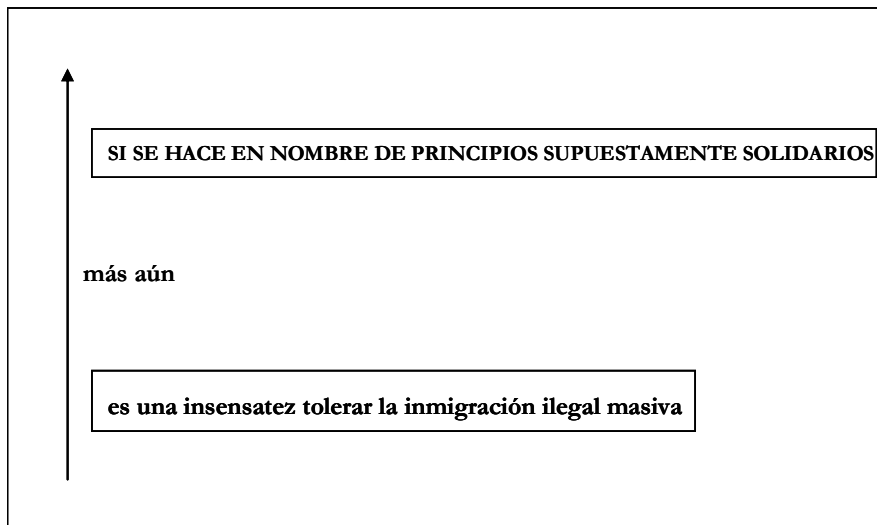 SI SE HACE EN NOMBRE DE PRINCIPIOS SUPUESTAMENTE SOLIDARIOS
más aún
es una insensatez tolerar la inmigración ilegal masiva